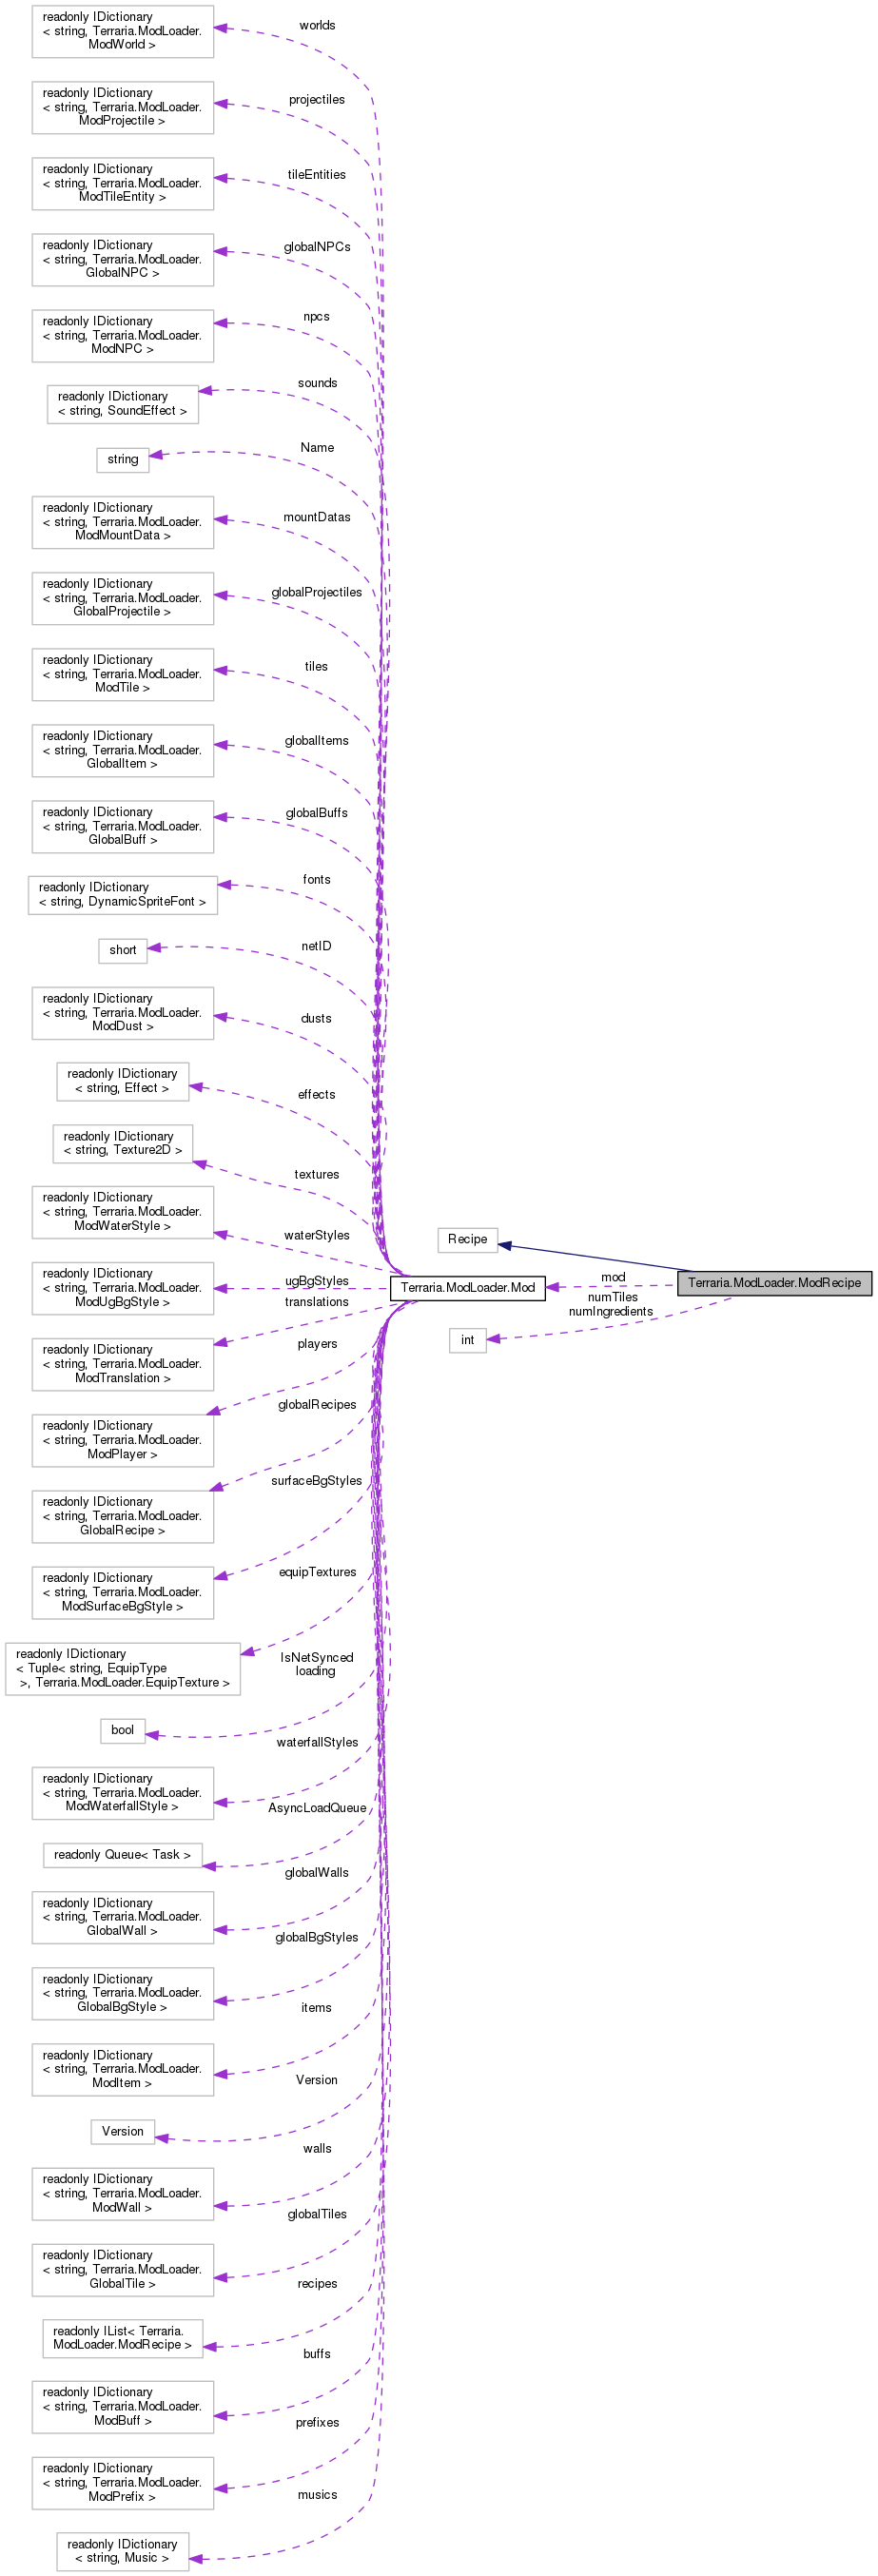 readonly IDictionary
< string, Terraria.ModLoader.
ModWorld >
worlds
readonly IDictionary
< string, Terraria.ModLoader.
ModProjectile >
projectiles
readonly IDictionary
< string, Terraria.ModLoader.
ModTileEntity >
tileEntities
readonly IDictionary
< string, Terraria.ModLoader.
GlobalNPC >
globalNPCs
readonly IDictionary
< string, Terraria.ModLoader.
ModNPC >
npcs
readonly IDictionary
< string, SoundEffect >
sounds
string
Name
readonly IDictionary
< string, Terraria.ModLoader.
ModMountData >
mountDatas
readonly IDictionary
< string, Terraria.ModLoader.
GlobalProjectile >
globalProjectiles
readonly IDictionary
< string, Terraria.ModLoader.
ModTile >
tiles
readonly IDictionary
< string, Terraria.ModLoader.
GlobalItem >
globalItems
readonly IDictionary
< string, Terraria.ModLoader.
GlobalBuff >
globalBuffs
readonly IDictionary
< string, DynamicSpriteFont >
fonts
short
netID
readonly IDictionary
< string, Terraria.ModLoader.
ModDust >
dusts
readonly IDictionary
< string, Effect >
effects
readonly IDictionary
< string, Texture2D >
textures
readonly IDictionary
< string, Terraria.ModLoader.
ModWaterStyle >
waterStyles
readonly IDictionary
< string, Terraria.ModLoader.
ModUgBgStyle >
ugBgStyles
translations
Terraria.ModLoader.Mod
Recipe
mod
Terraria.ModLoader.ModRecipe
numTiles
numIngredients
int
readonly IDictionary
< string, Terraria.ModLoader.
ModTranslation >
players
readonly IDictionary
< string, Terraria.ModLoader.
ModPlayer >
globalRecipes
readonly IDictionary
< string, Terraria.ModLoader.
GlobalRecipe >
surfaceBgStyles
readonly IDictionary
< string, Terraria.ModLoader.
ModSurfaceBgStyle >
equipTextures
readonly IDictionary
< Tuple< string, EquipType
>, Terraria.ModLoader.EquipTexture >
IsNetSynced
loading
bool
waterfallStyles
readonly IDictionary
< string, Terraria.ModLoader.
ModWaterfallStyle >
AsyncLoadQueue
readonly Queue< Task >
globalWalls
readonly IDictionary
< string, Terraria.ModLoader.
GlobalWall >
globalBgStyles
readonly IDictionary
< string, Terraria.ModLoader.
GlobalBgStyle >
items
readonly IDictionary
< string, Terraria.ModLoader.
ModItem >
Version
Version
walls
readonly IDictionary
< string, Terraria.ModLoader.
ModWall >
globalTiles
readonly IDictionary
< string, Terraria.ModLoader.
GlobalTile >
recipes
readonly IList< Terraria.
ModLoader.ModRecipe >
buffs
readonly IDictionary
< string, Terraria.ModLoader.
ModBuff >
prefixes
readonly IDictionary
< string, Terraria.ModLoader.
ModPrefix >
musics
readonly IDictionary
< string, Music >